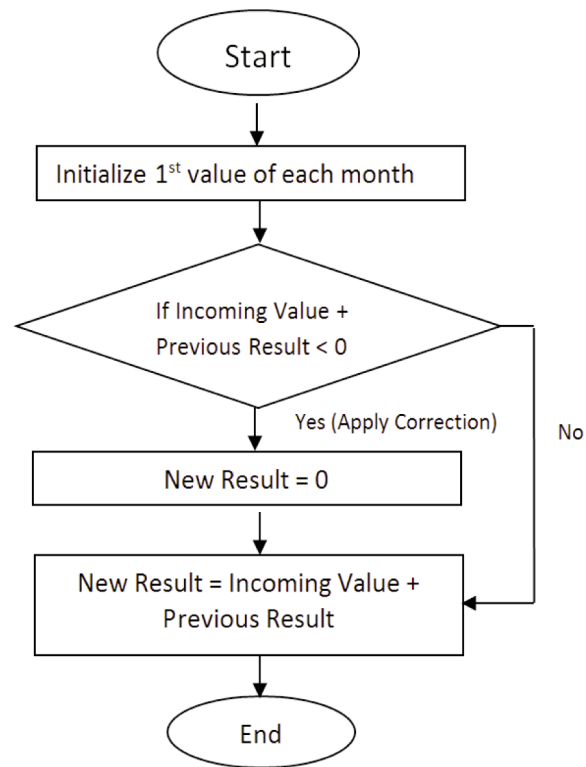 Start
Initialize 1st value of each month
If Incoming Value +
Previous Result < 0
Yes (Apply Correction)
No
New Result = 0
New Result = Incoming Value +
Previous Result
End